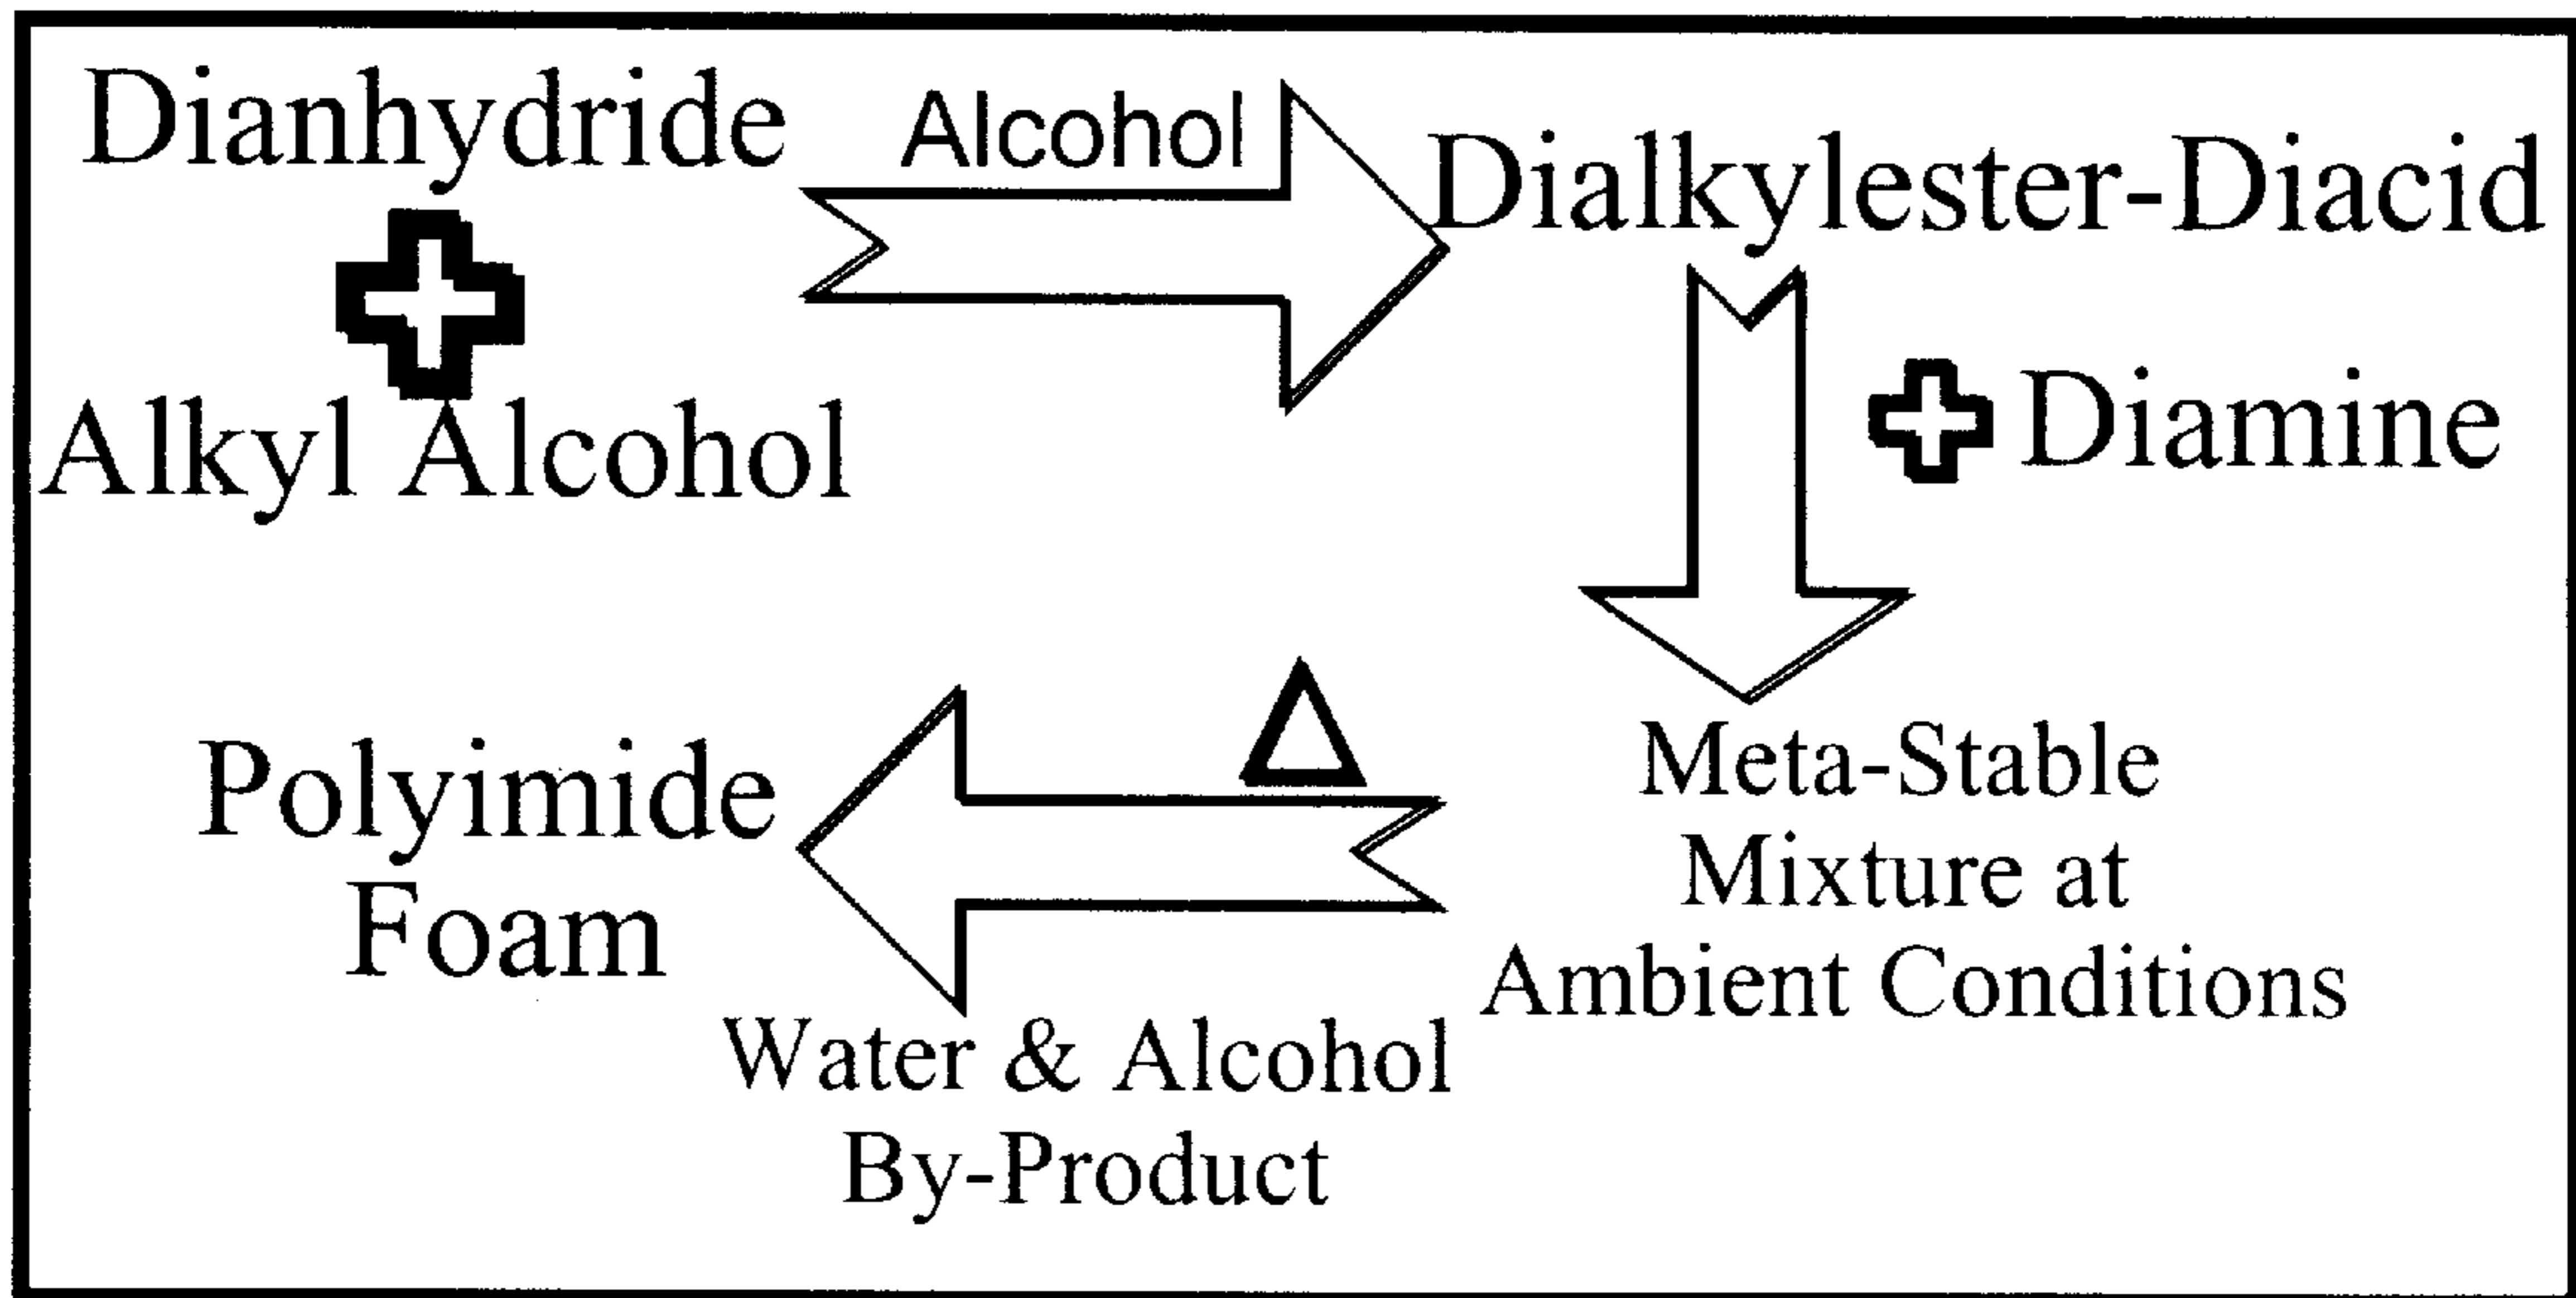 Dianhydride
Alkyl Alcohol
Alcohol
Dialkylester-Diacid
Diamine
Meta-Stable
Mixture at
Ambient Conditions
Δ
Water & Alcohol
By-Product
Polyimide
Foam